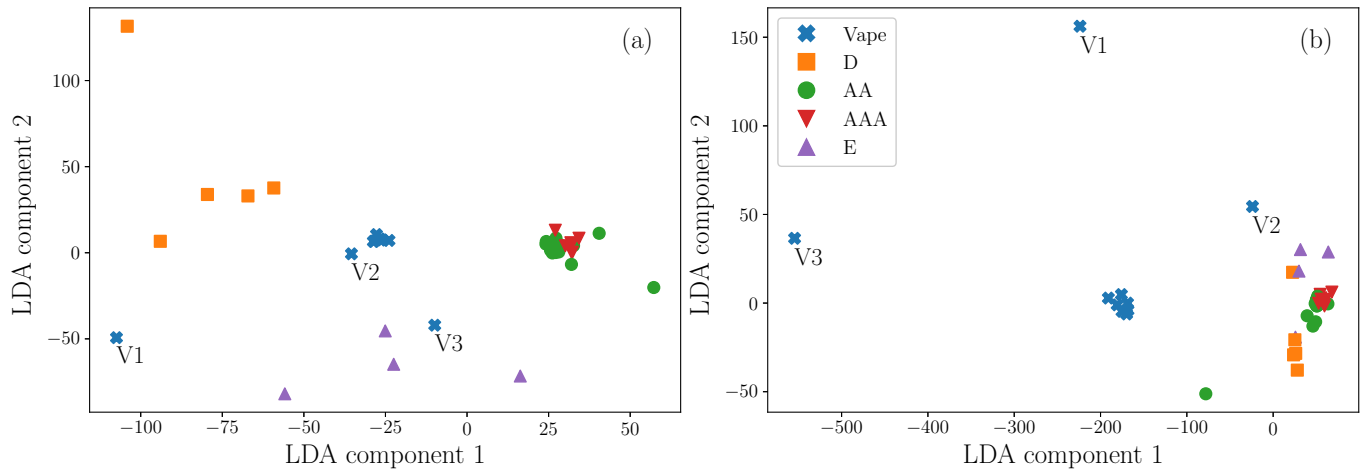 (a)
100
50
0
−50
−100
−75
−50
−25
0
25
50
LDA component 1
LDA component 2
V1
V2
V3
(b)
Vape
D
AA
AAA
E
150
100
50
0
−50
−500
−400
−300
−200
−100
0
LDA component 1
LDA component 2
V1
V2
V3